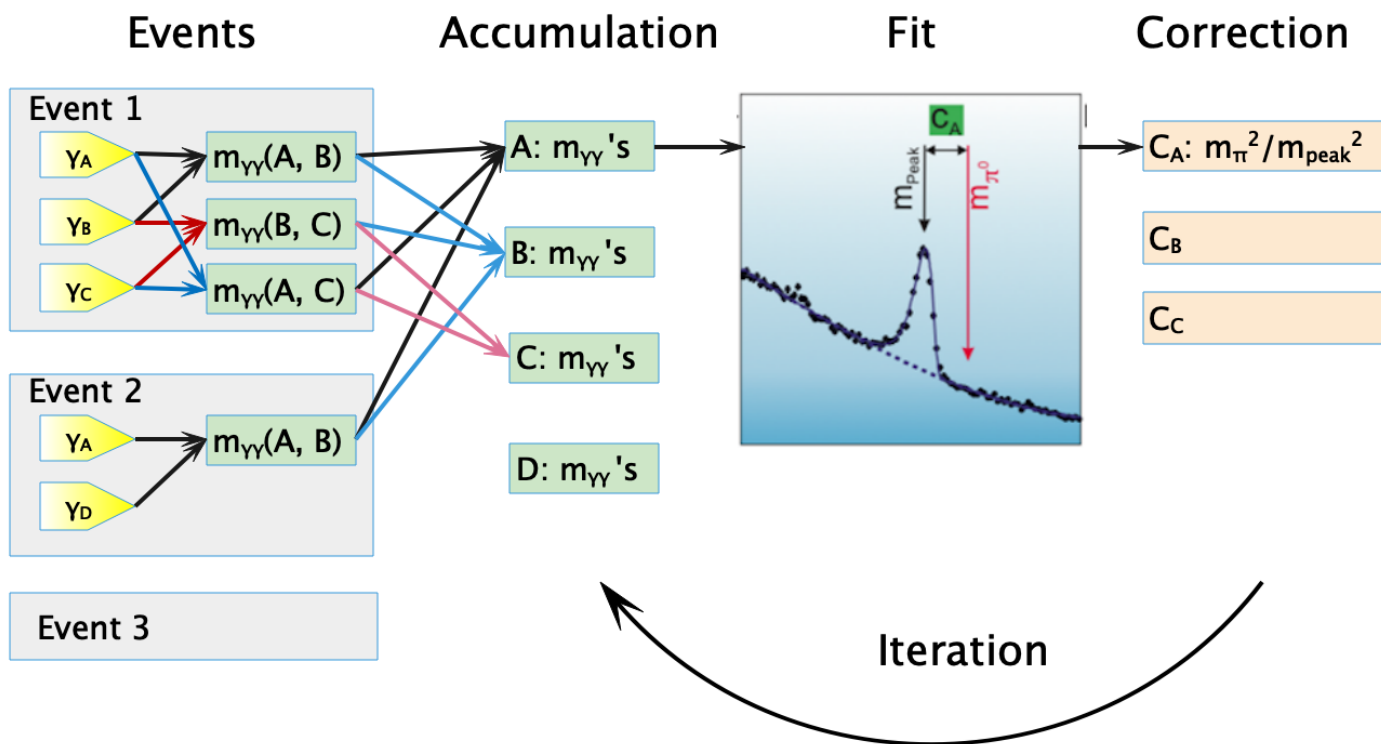 Events
Accumulation
Fit
Correction
Event 1
γA
γB
γC
mγγ(A, B)
mγγ(B, C)
mγγ(A, C)
Event 2
γA
γD
mγγ(A, B)
Event 3
A: mγγ's
B: mγγ's
C: mγγ's
D: mγγ's
CA
mPeak
mπ⁰
CA: mπ²/mpeak²
CB
CC
Iteration